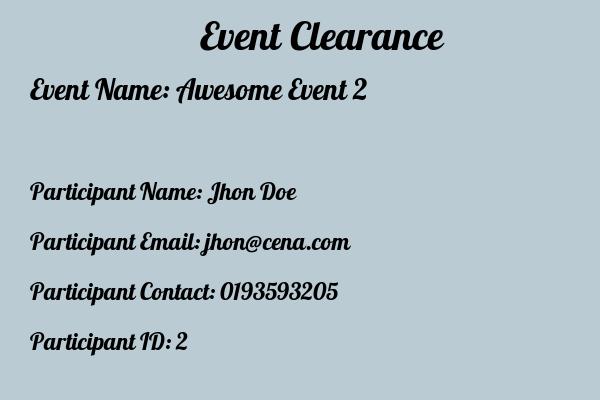 Event Clearance
Event Name: Awesome Event 2
Participant Name: Jhon Doe
Participant Email: jhon@cena.com
Participant Contact: 0193593205
Participant ID: 2